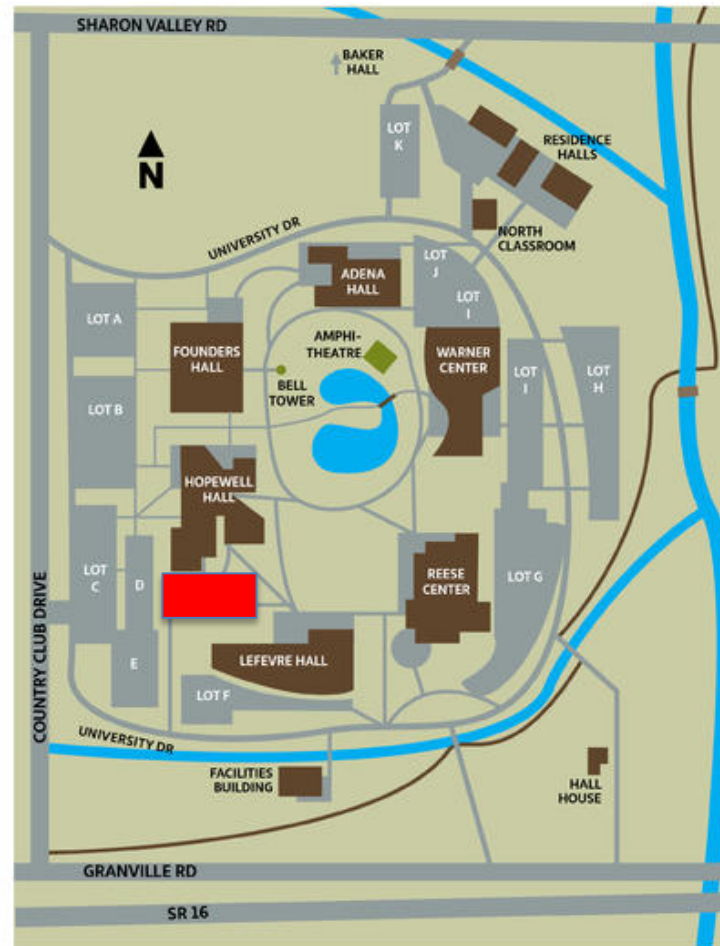 SHARON VALLEY RD
BAKER
HALL
LOT
K
RESIDENCE
HALLS
N
NORTH
CLASSROOM
UNIVERSITY DR
LOT
J
ADENA
HALL
LOT
I
LOT A
AMPHI-
THEATRE
FOUNDERS
HALL
WARNER
CENTER
LOT
I
LOT
H
BELL
TOWER
LOT B
HOPEWELL
HALL
LOT
C
D
REESE
CENTER
LOT G
COUNTRY CLUB DRIVE
E
LEFEVRE HALL
LOT F
UNIVERSITY DR
FACILITIES
BUILDING
HALL
HOUSE
GRANVILLE RD
SR 16